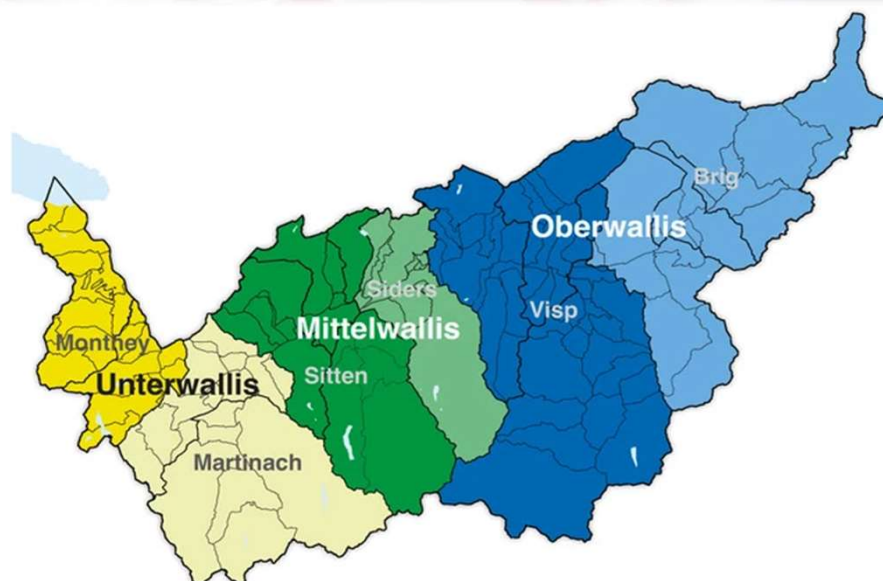 Brig
Oberwallis
Siders
Visp
Mittelwallis
Monthey
Sitten
Unterwallis
Martinach